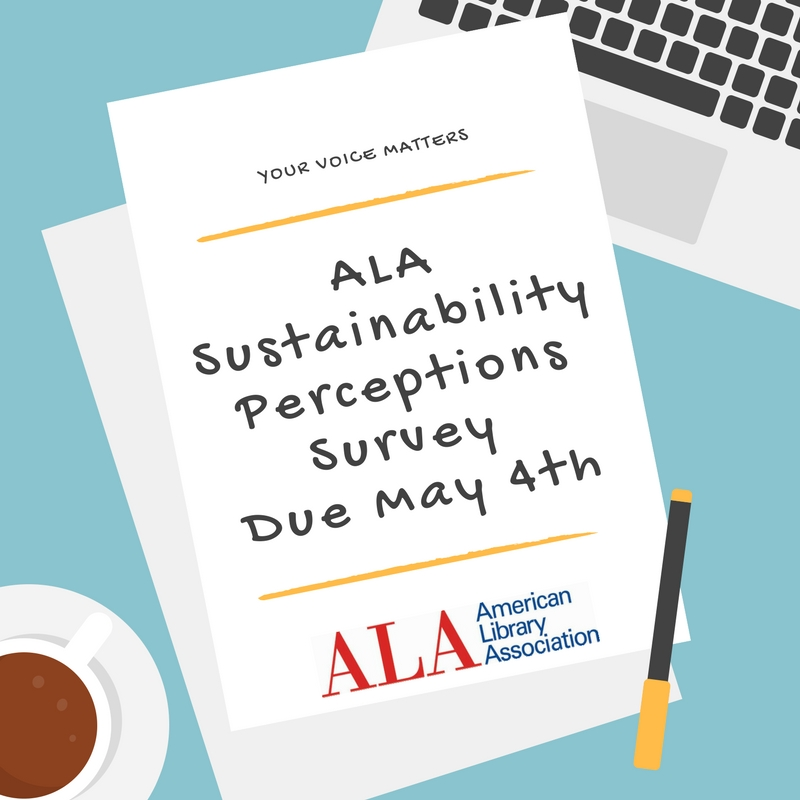 YOUR VOICE MATTERS
ALA
Sustainability
Perceptions
Survey
Due May 4th
ALA
American
Library
Association